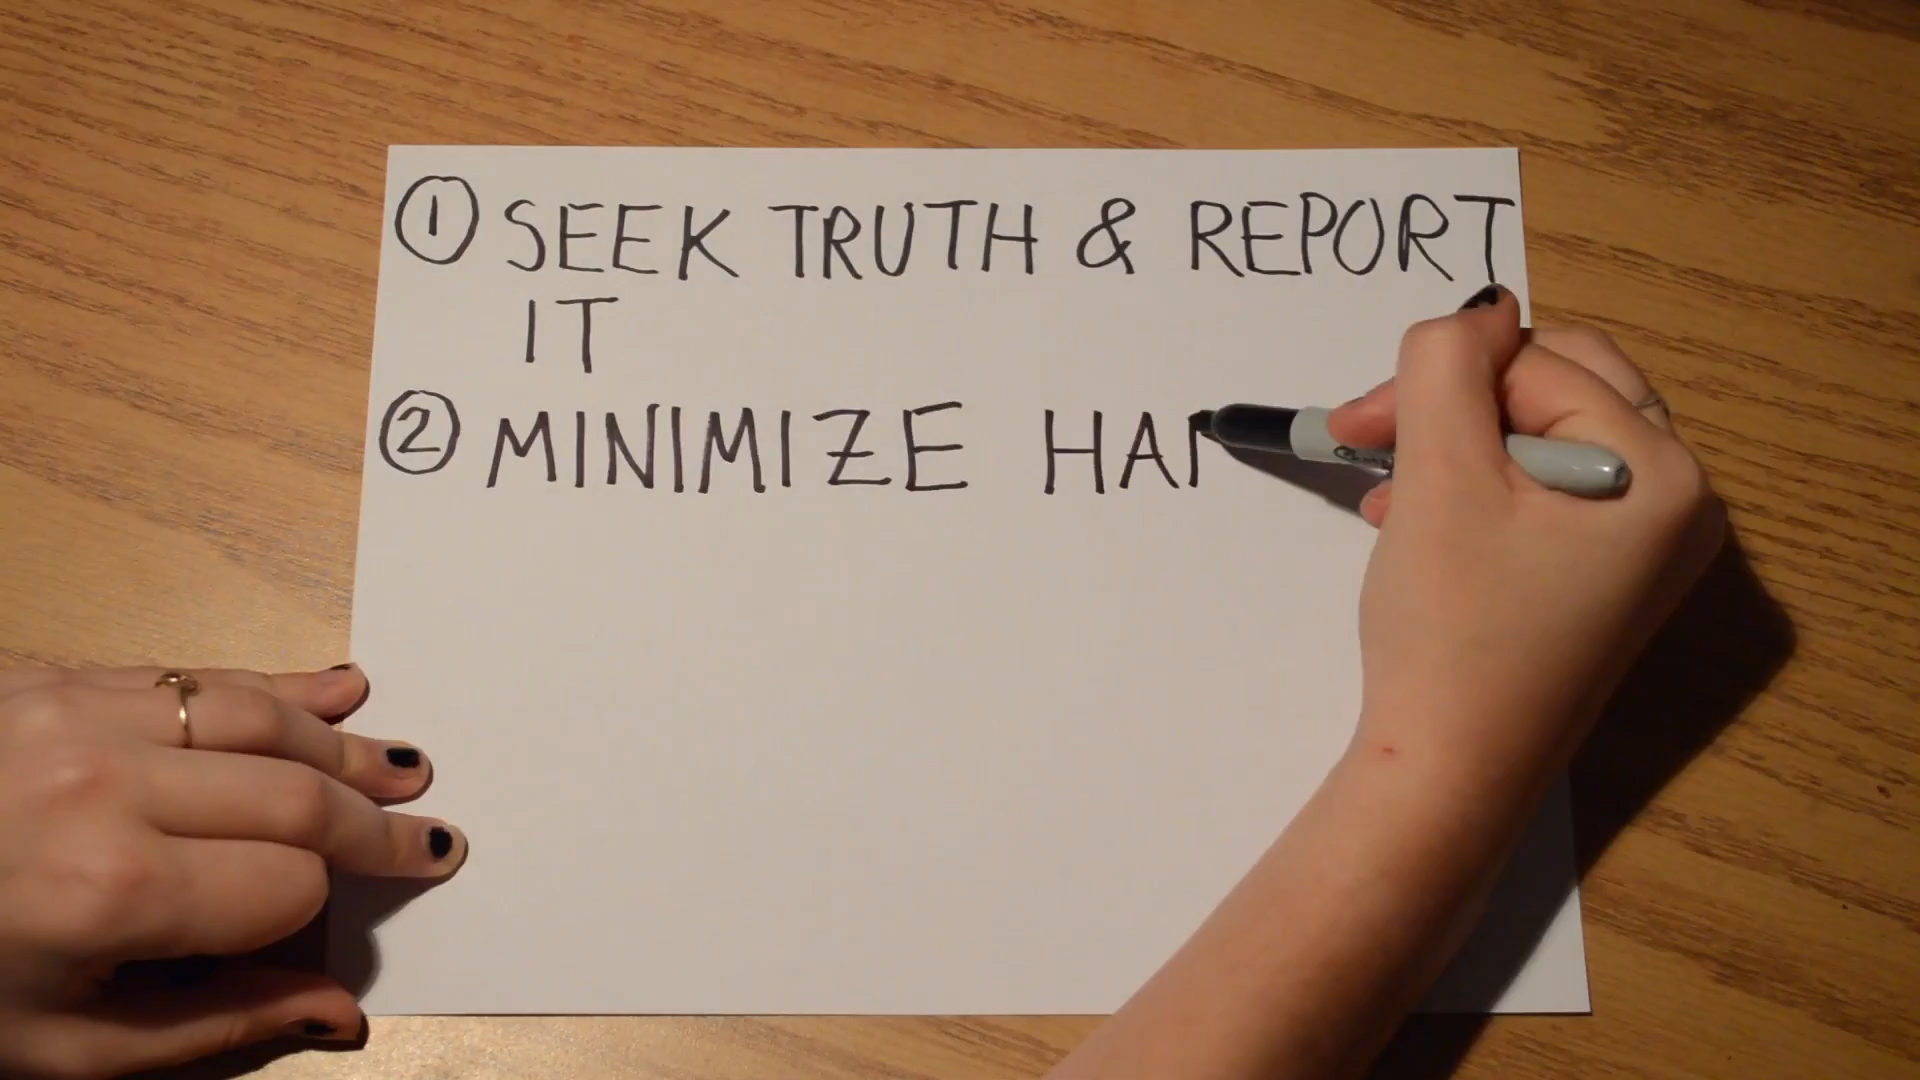 ① SEEK TRUTH & REPORT
IT
② MINIMIZE HA